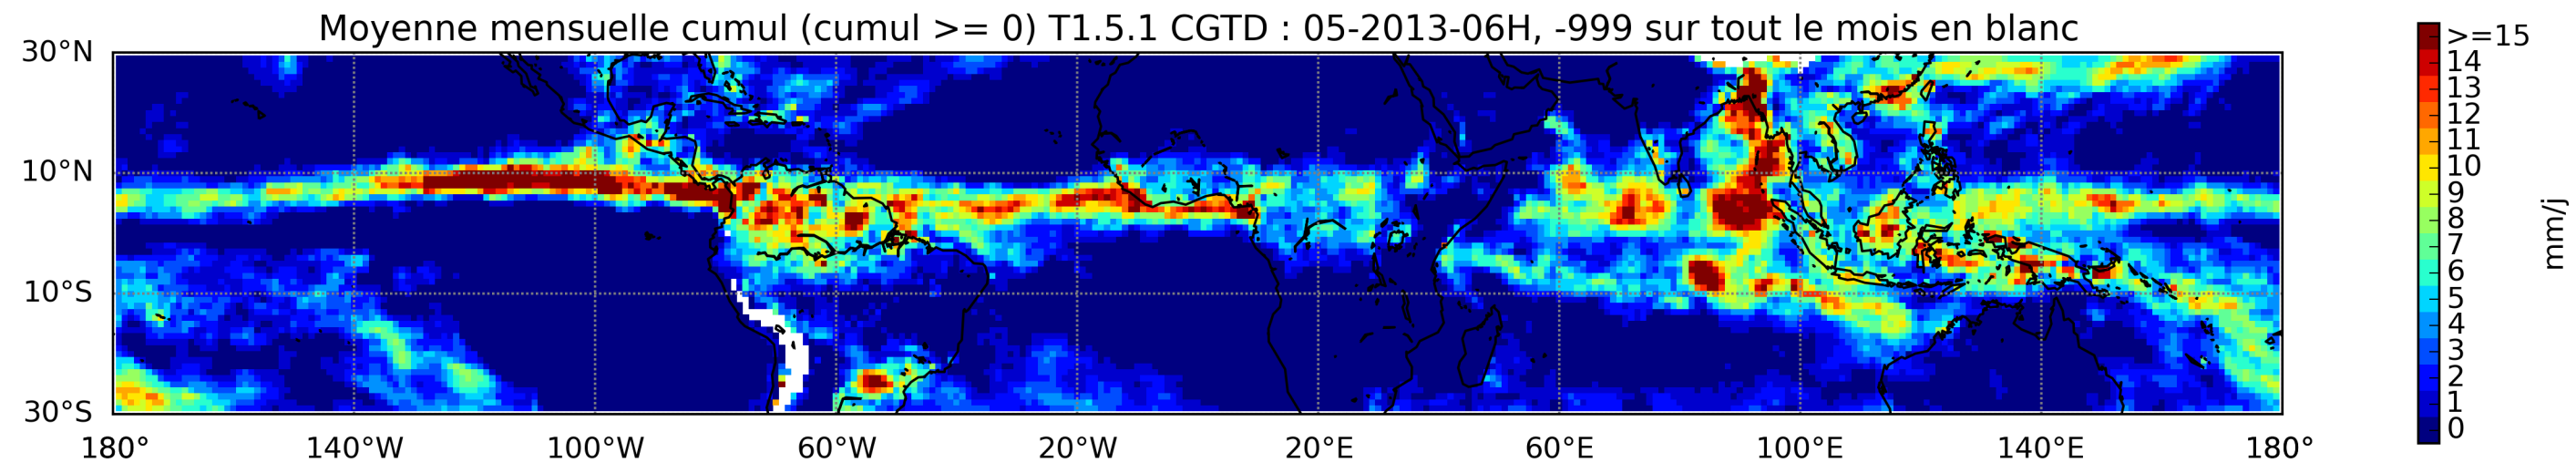 Moyenne mensuelle cumul (cumul >= 0) T1.5.1 CGTD : 05-2013-06H, -999 sur tout le mois en blanc
30°N
10°N
10°S
30°S
180° 140°W 100°W 60°W 20°W 20°E 60°E 100°E 140°E 180°
>=15
14
13
12
11
10
9
8
7
6
5
4
3
2
1
0
mm/j